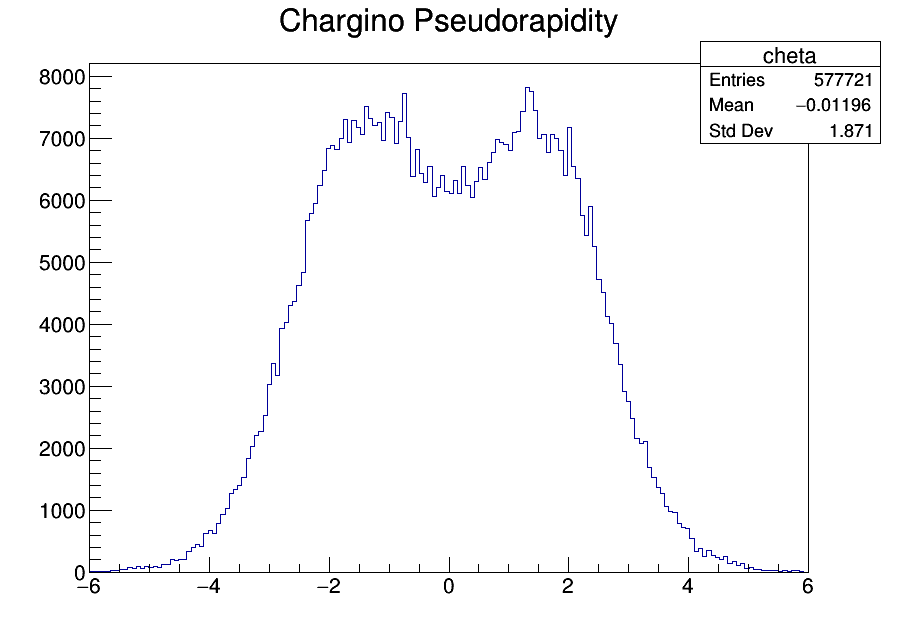 Chargino Pseudorapidity
cheta
Entries 577721
Mean −0.01196
Std Dev 1.871
8000
7000
6000
5000
4000
3000
2000
1000
0
−6 −4 −2 0 2 4 6